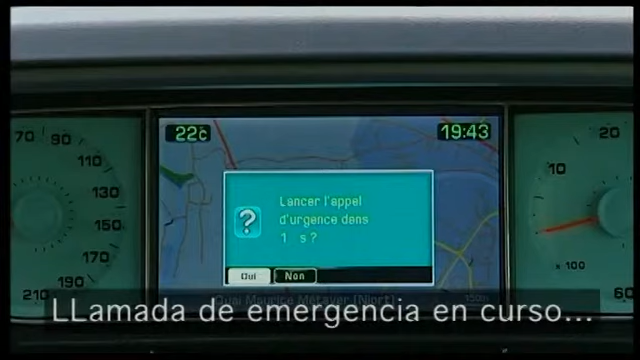 22c
19:43
70 90
110
130
150
170
190
210
Lancer l'appel
d'urgence dans
1 s ?
?
Oui
Non
20
10
x 100
60
Quai Maurice Métayer (Niort)
LLamada de emergencia en curso...